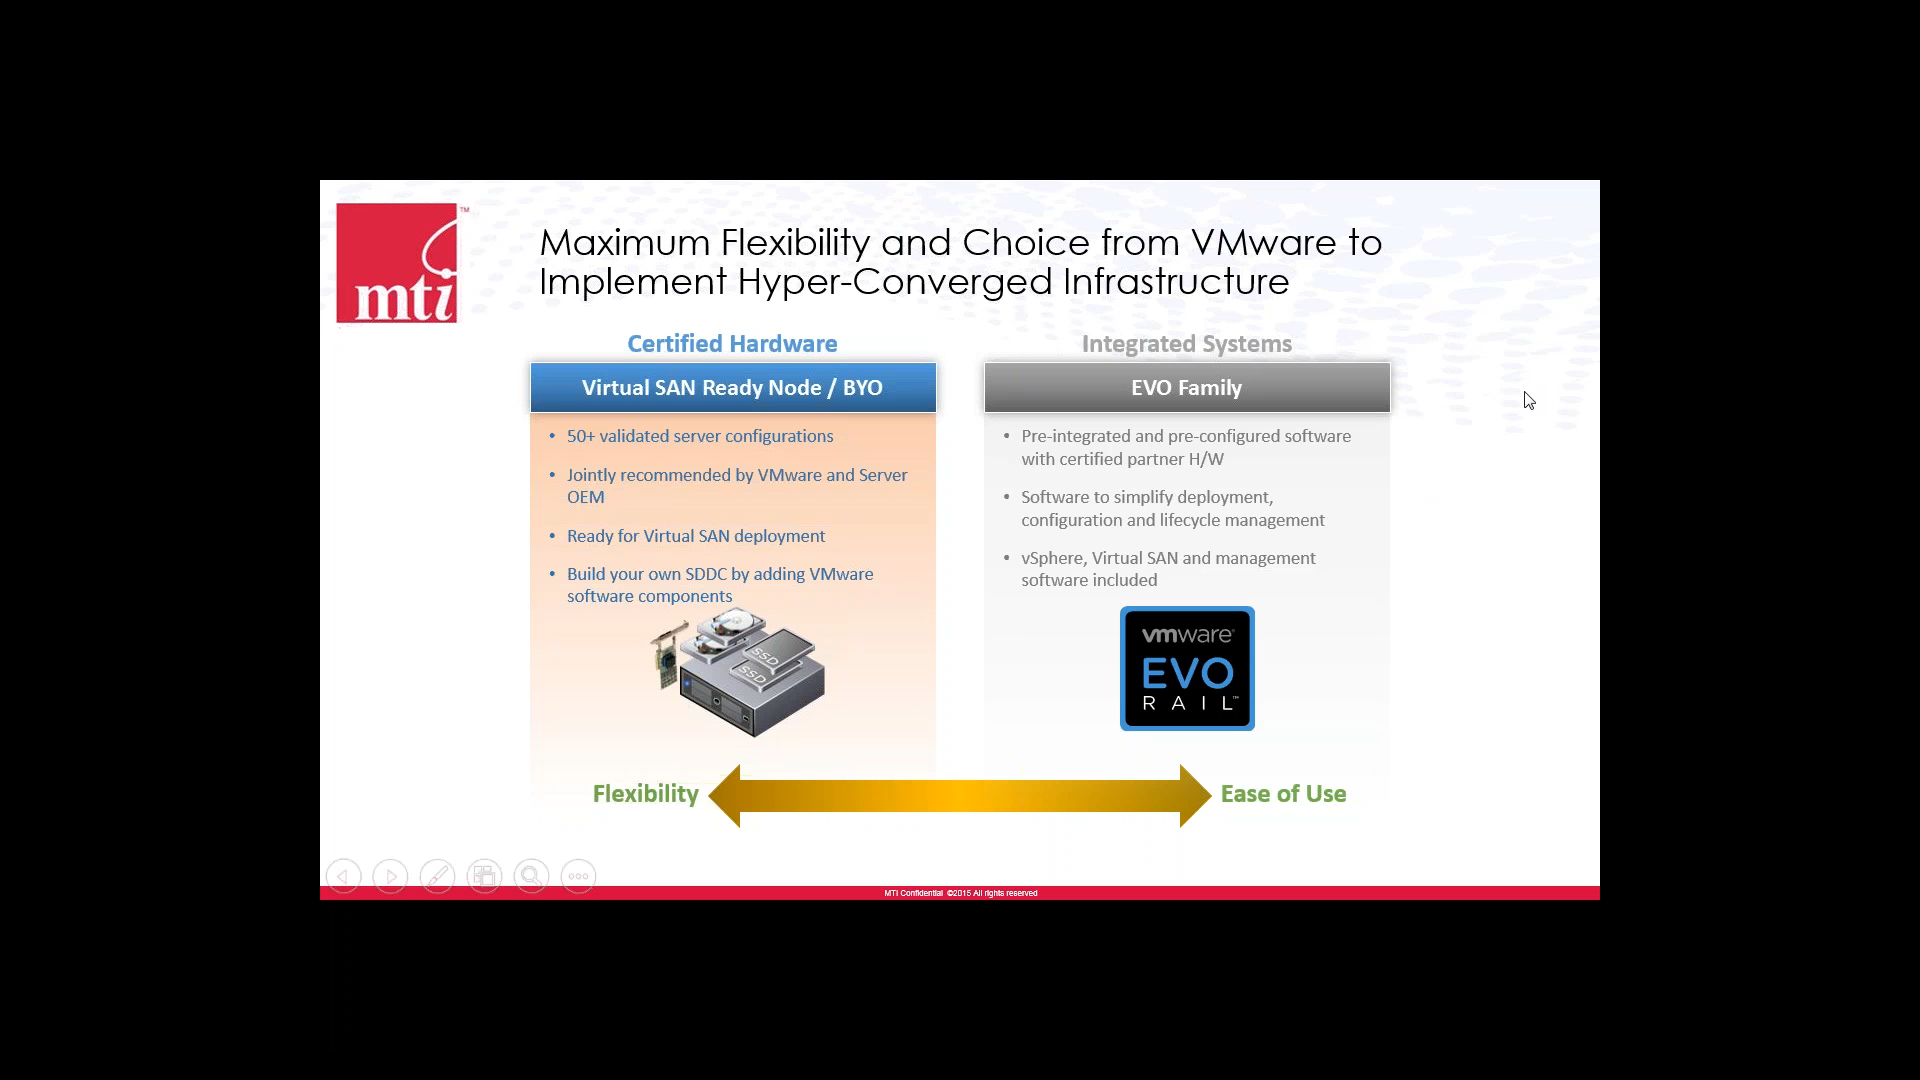 mti
TM
Maximum Flexibility and Choice from VMware to
Implement Hyper-Converged Infrastructure
Certified Hardware
Virtual SAN Ready Node / BYO
• 50+ validated server configurations
• Jointly recommended by VMware and Server
OEM
• Ready for Virtual SAN deployment
• Build your own SDDC by adding VMware
software components
SSD
SSD
Integrated Systems
EVO Family
• Pre-integrated and pre-configured software
with certified partner H/W
• Software to simplify deployment,
configuration and lifecycle management
• vSphere, Virtual SAN and management
software included
vmware®
EVO
RAIL™
Flexibility
Ease of Use
MTI Confidential ©2015 All rights reserved